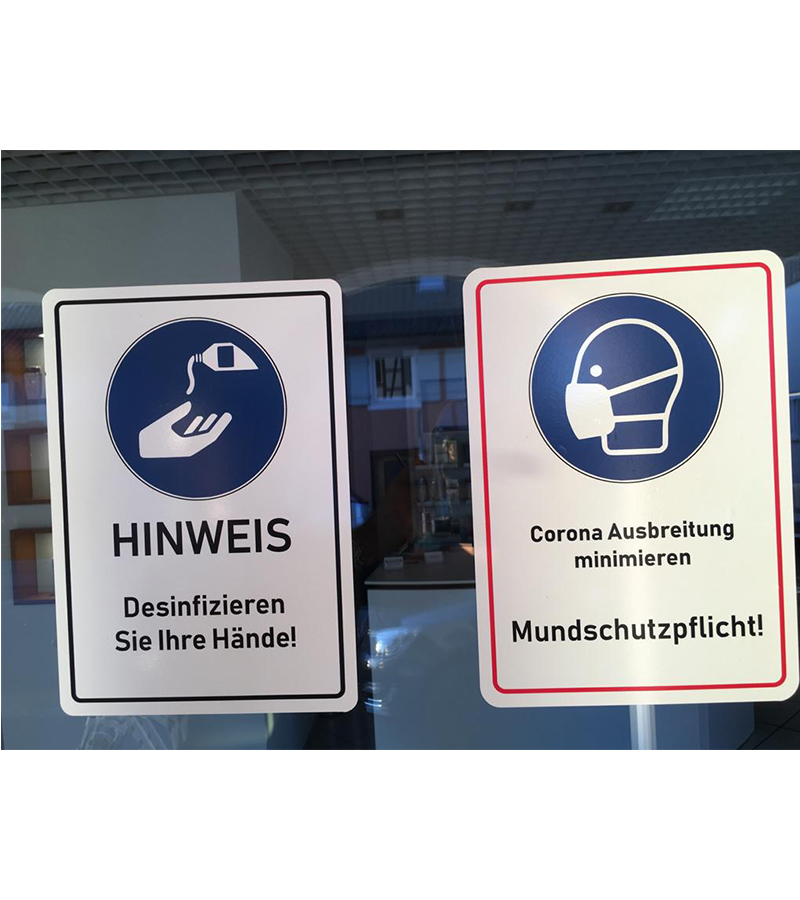 HINWEIS
Desinfizieren
Sie Ihre Hände!
Corona Ausbreitung
minimieren
Mundschutzpflicht!